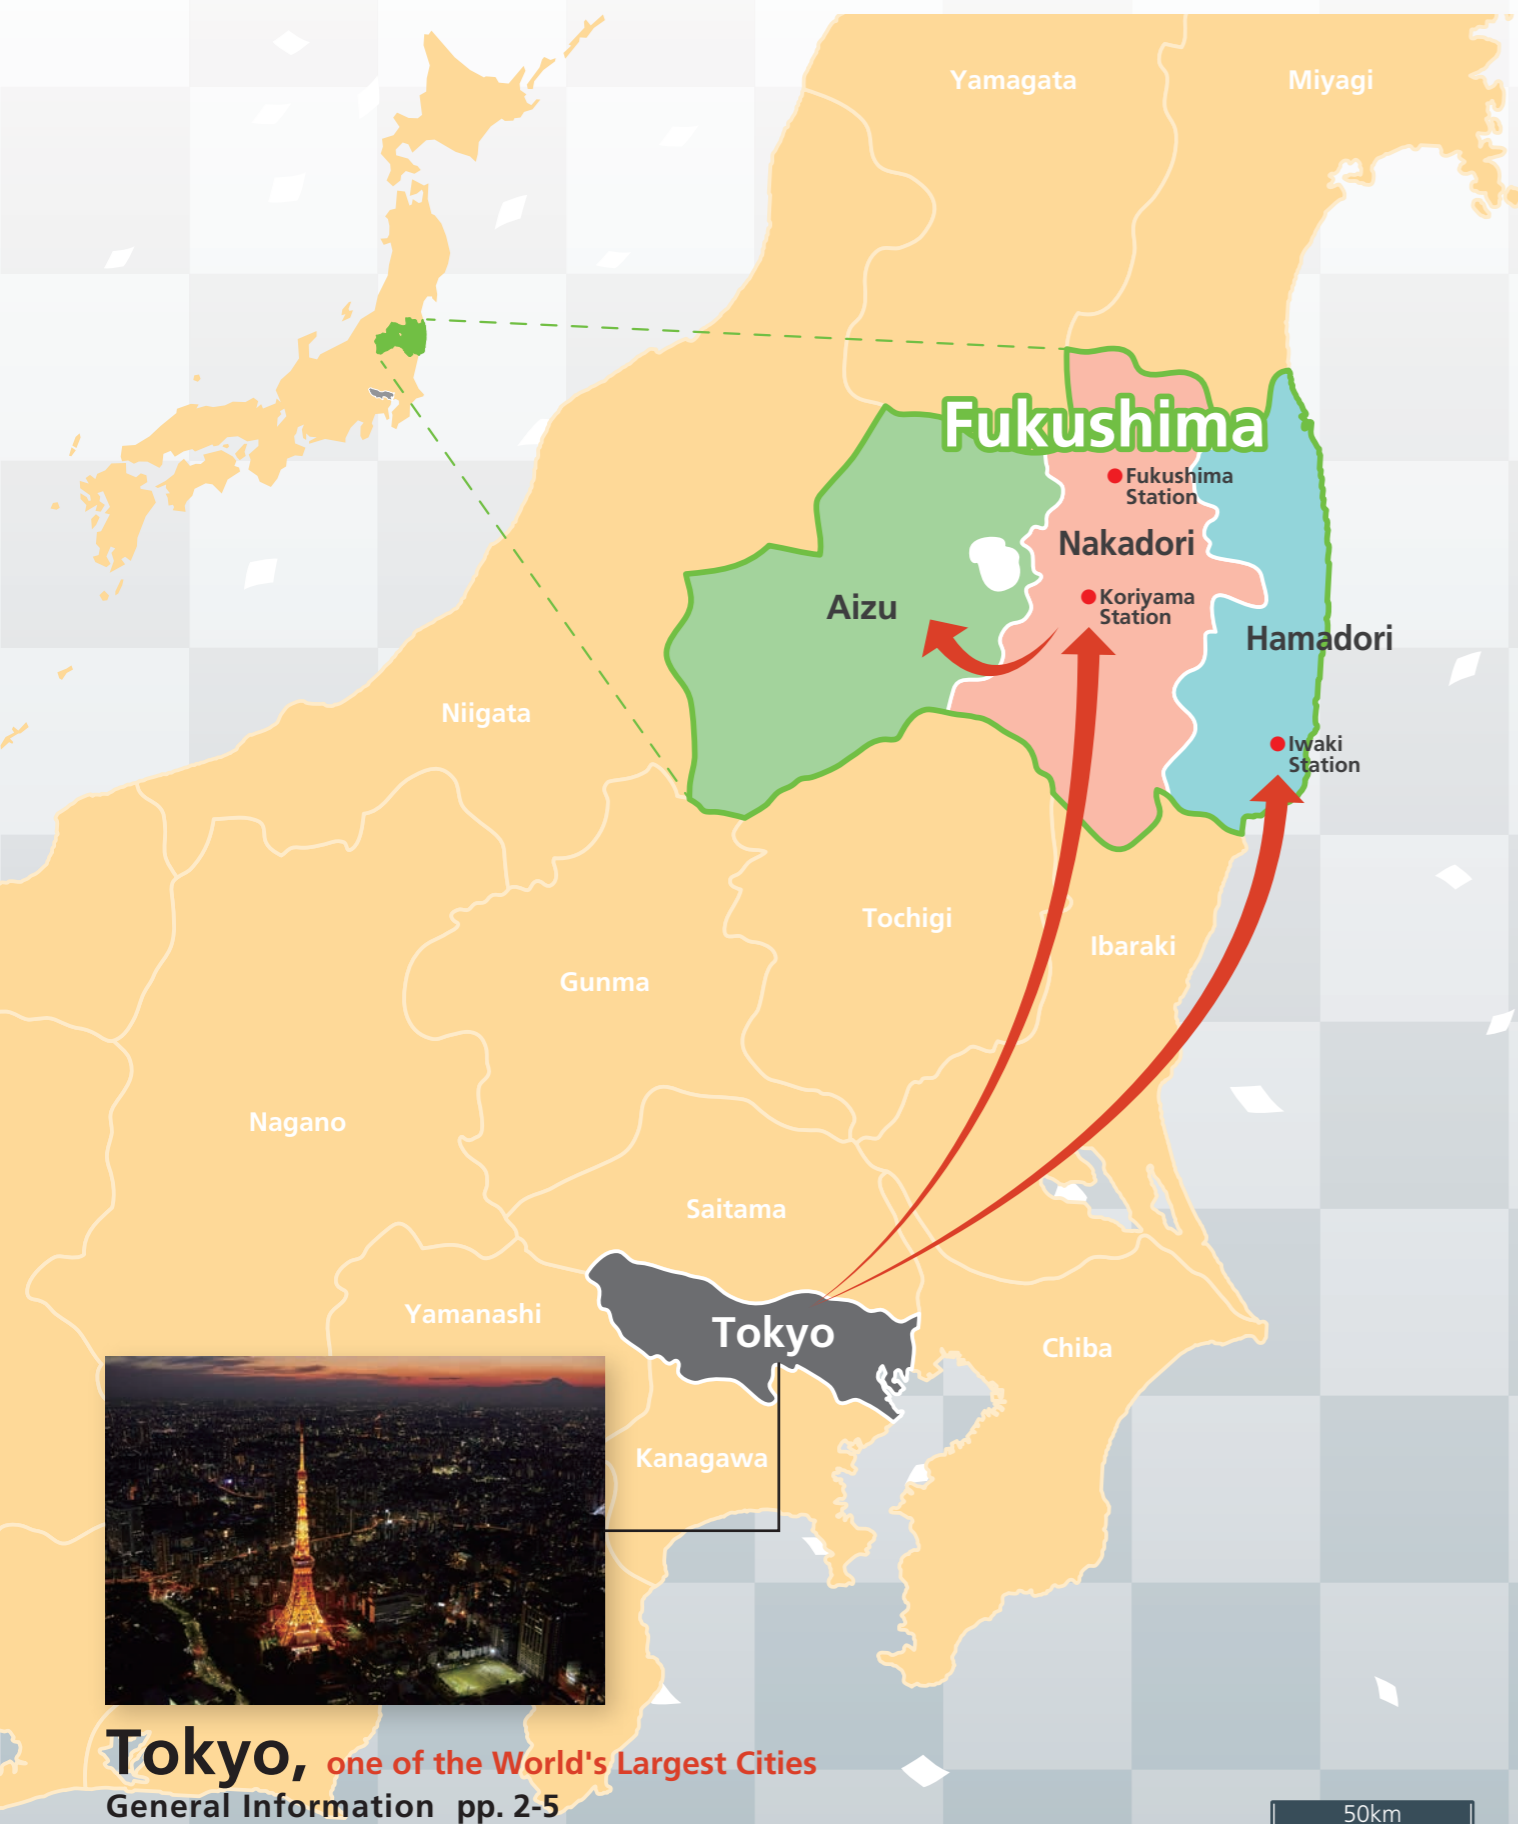 Yamagata
Miyagi
Fukushima
Fukushima
Station
Nakadori
Aizu
Koriyama
Station
Hamadori
Niigata
Iwaki
Station
Tochigi
Ibaraki
Gunma
Nagano
Saitama
Yamanashi
Tokyo
Chiba
Kanagawa
Tokyo, one of the World's Largest Cities
General Information pp. 2-5
50km